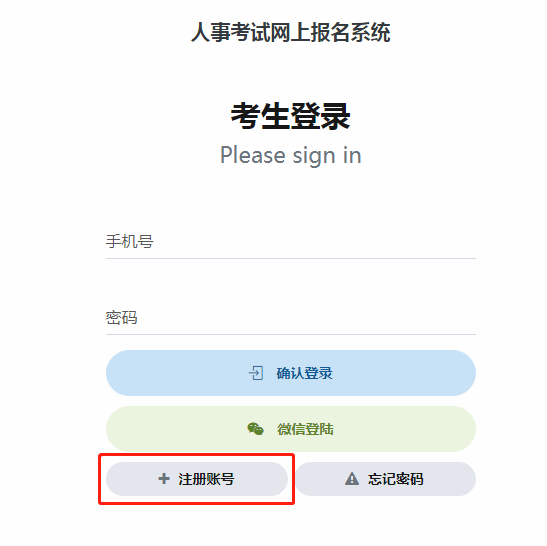 人事考试网上报名系统
考生登录
Please sign in
手机号
密码
确认登录
微信登陆
注册账号
忘记密码